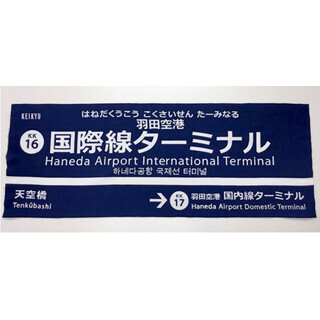 KEIKYU
はねだくうこう こくさいせん たーみなる
羽田空港
KK
16
国際線ターミナル
Haneda Airport International Terminal
하네다공항 국제선 터미널
天空橋
Tenkūbashi
→
KK
17
羽田空港 国内線ターミナル
Haneda Airport Domestic Terminal